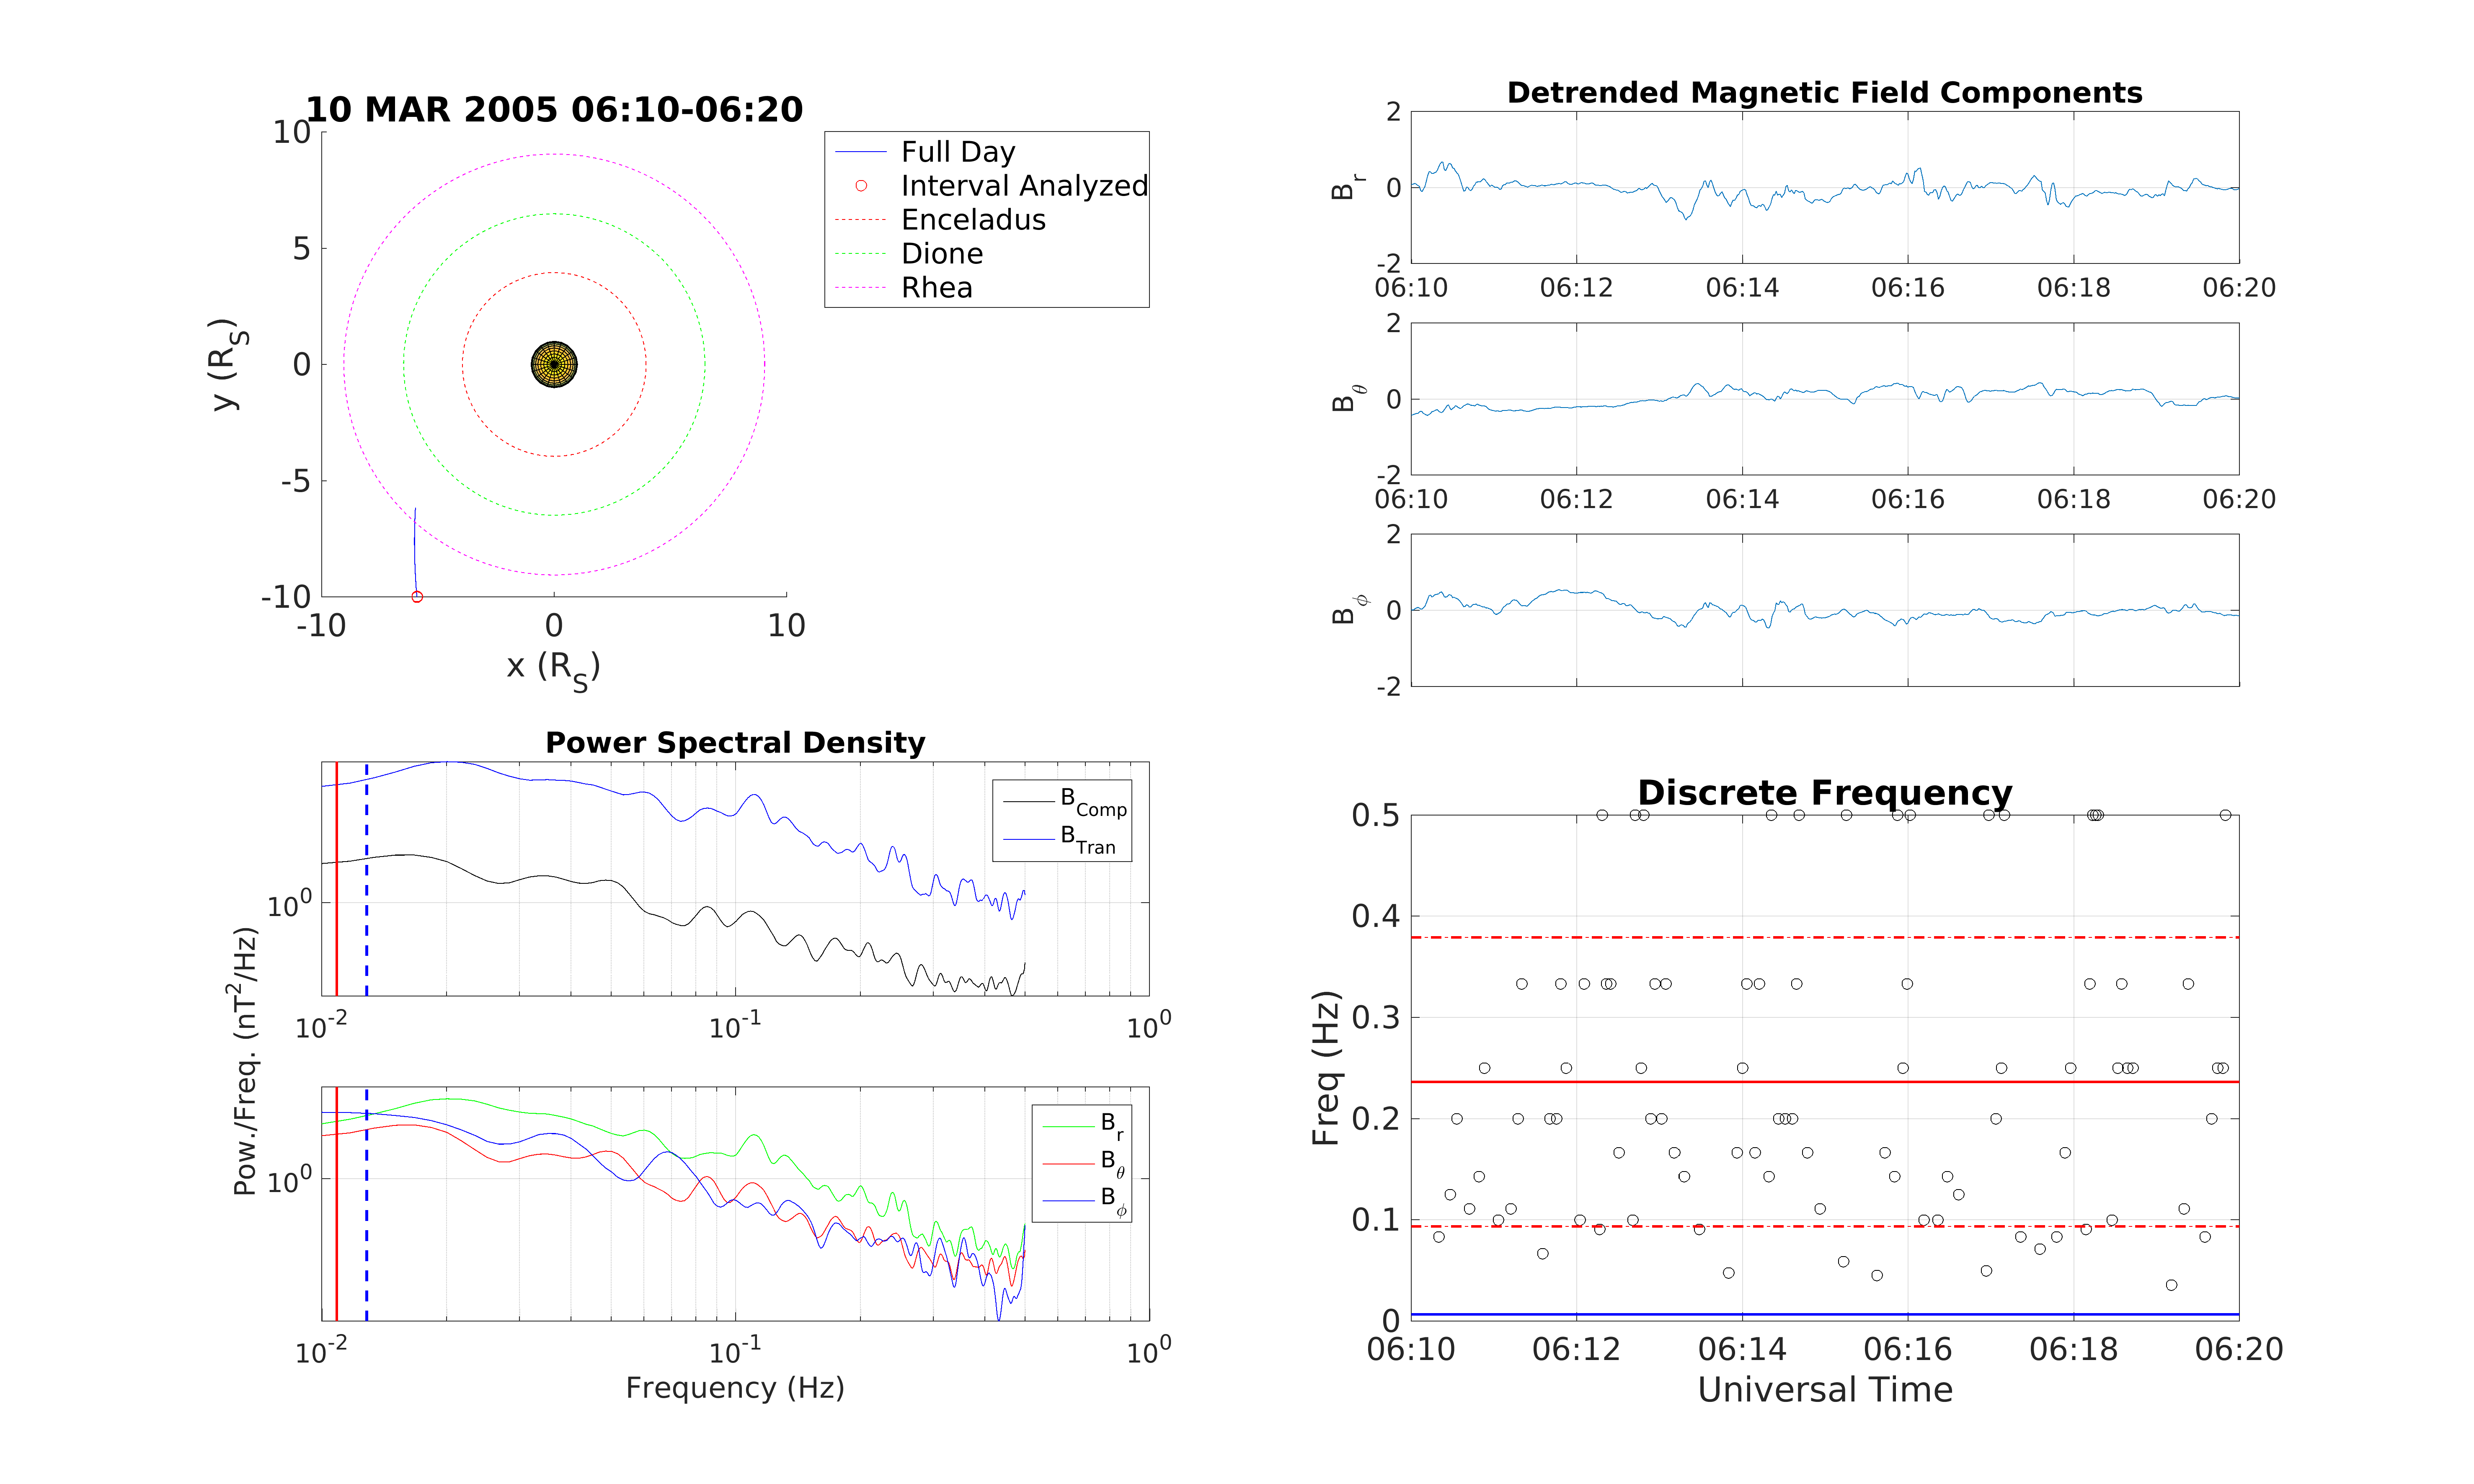 10 MAR 2005 06:10-06:20
10
5
0
-5
-10
-10 0 10
y (R_S)
x (R_S)
Full Day
Interval Analyzed
Enceladus
Dione
Rhea
Detrended Magnetic Field Components
2
0
-2
B_r
06:10 06:12 06:14 06:16 06:18 06:20
2
0
-2
B_θ
06:10 06:12 06:14 06:16 06:18 06:20
2
0
-2
B_ϕ
Power Spectral Density
B_Comp
B_Tran
10^0
10^-2 10^-1 10^0
Pow./Freq. (nT^2/Hz)
B_r
B_θ
B_ϕ
10^0
10^-2 10^-1 10^0
Frequency (Hz)
Discrete Frequency
0.5
0.4
0.3
0.2
0.1
0
Freq (Hz)
06:10 06:12 06:14 06:16 06:18 06:20
Universal Time